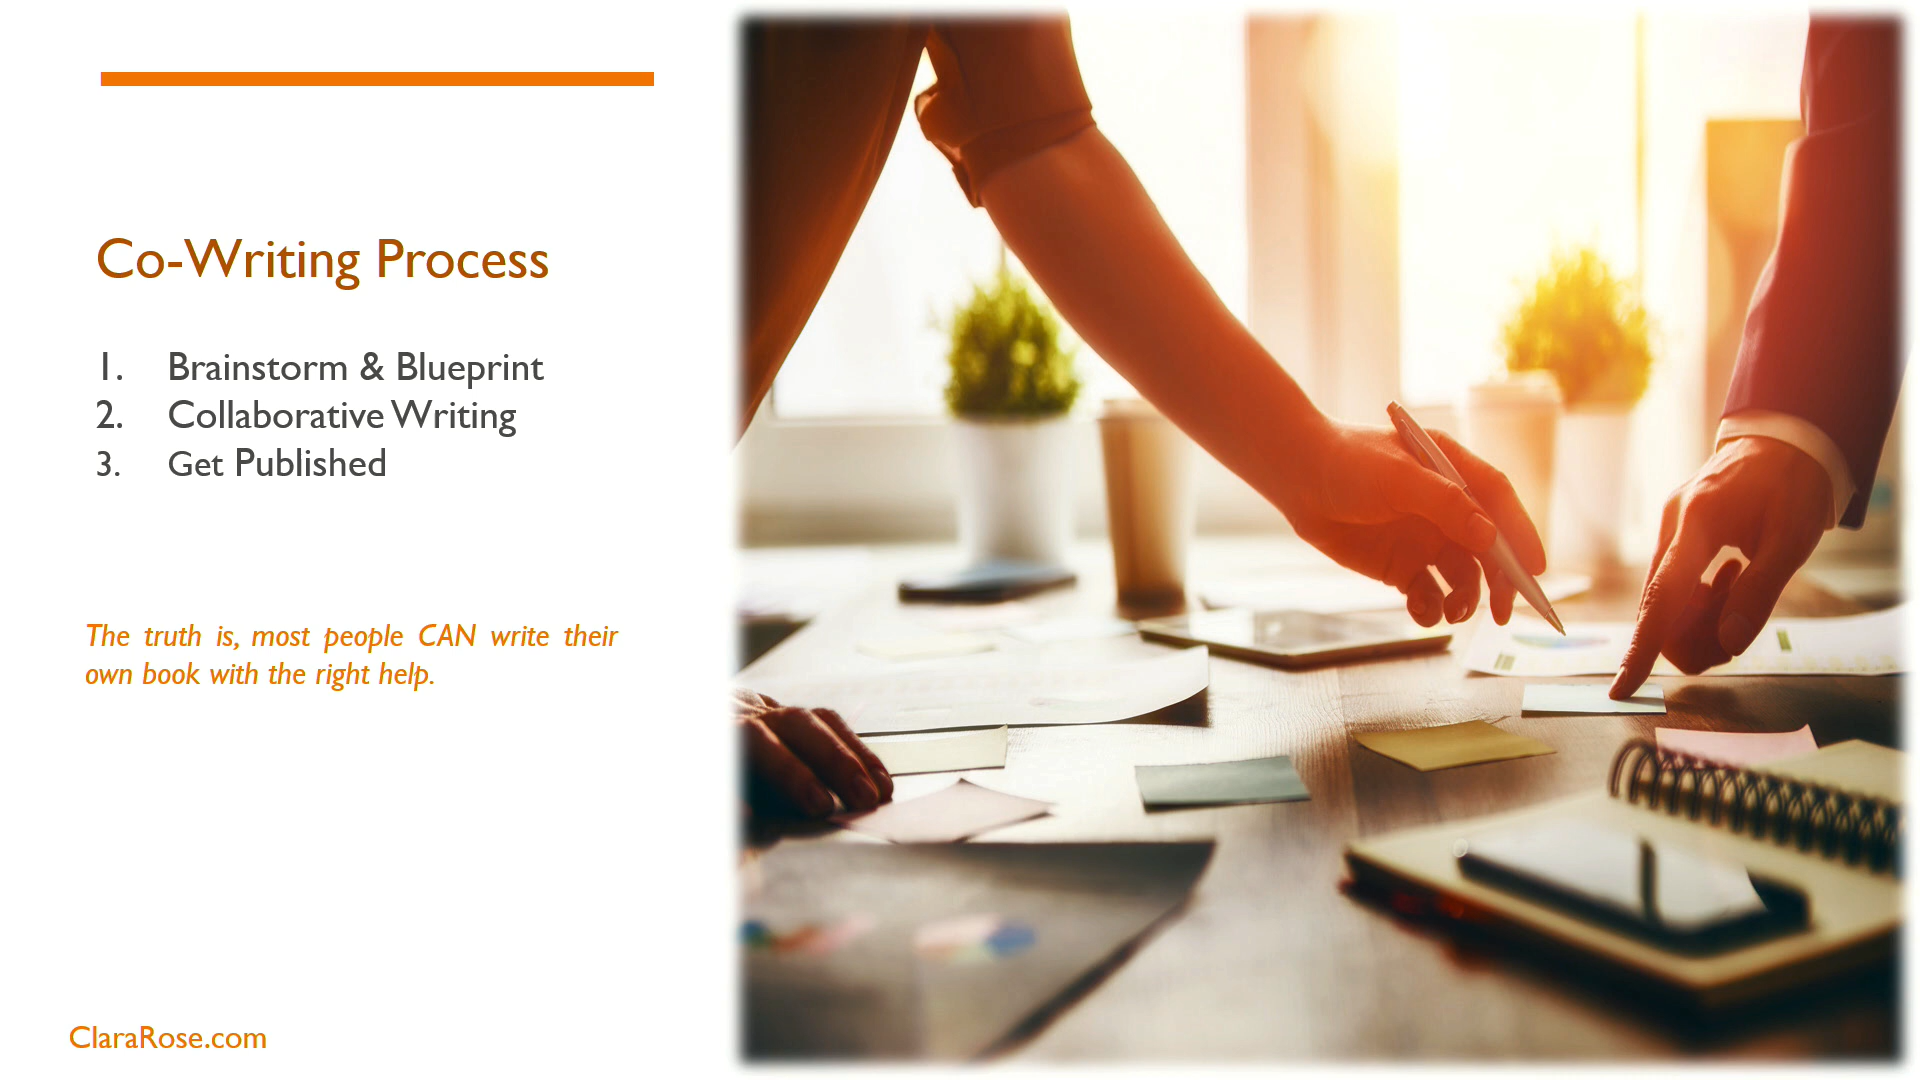 Co-Writing Process
1. Brainstorm & Blueprint
2. Collaborative Writing
3. Get Published
The truth is, most people CAN write their
own book with the right help.
ClaraRose.com